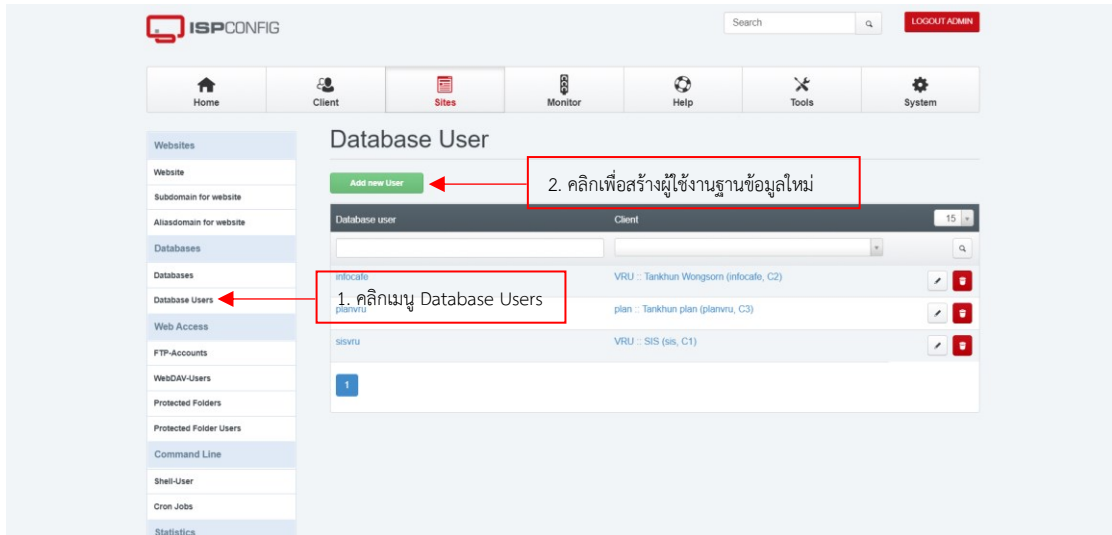 ISPCONFIG
Search
LOGOUT ADMIN
Home
Client
Sites
Monitor
Help
Tools
System
Websites
Website
Subdomain for website
Aliasdomain for website
Databases
Databases
Database Users
Web Access
FTP-Accounts
WebDAV-Users
Protected Folders
Protected Folder Users
Command Line
Shell-User
Cron Jobs
Statistics
Database User
Add new User
2. คลิกเพื่อสร้างผู้ใช้งานฐานข้อมูลใหม่
Database user Client 15
infocafe VRU :: Tankhun Wongsorn (infocafe, C2)
1. คลิกเมนู Database Users
planvru plan :: Tankhun plan (planvru, C3)
sisvru VRU :: SIS (sis, C1)
1